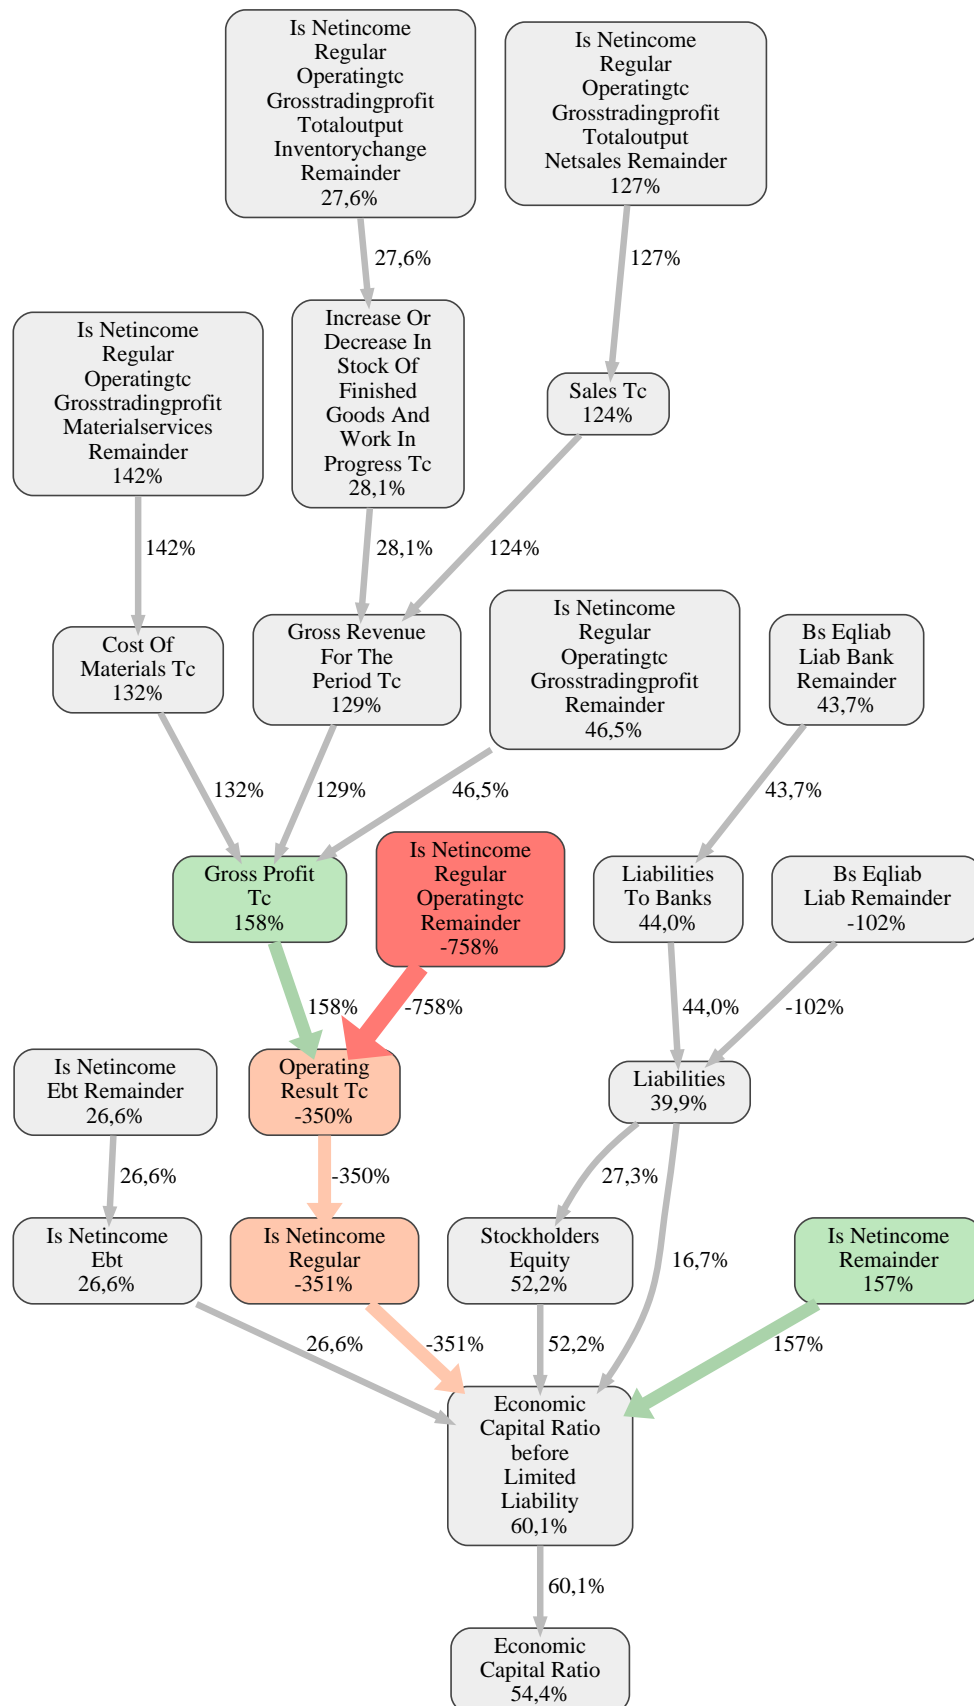 Is Netincome
Regular
Operatingtc
Grosstradingprofit
Totaloutput
Inventorychange
Remainder
27,6%
Is Netincome
Regular
Operatingtc
Grosstradingprofit
Totaloutput
Netsales Remainder
127%
27,6%
127%
Is Netincome
Regular
Operatingtc
Grosstradingprofit
Materialservices
Remainder
142%
Increase Or
Decrease In
Stock Of
Finished
Goods And
Work In
Progress Tc
28,1%
Sales Tc
124%
142%
28,1%
124%
Cost Of
Materials Tc
132%
Gross Revenue
For The
Period Tc
129%
Is Netincome
Regular
Operatingtc
Grosstradingprofit
Remainder
46,5%
Bs Eqliab
Liab Bank
Remainder
43,7%
132%
129%
46,5%
43,7%
Gross Profit
Tc
158%
Is Netincome
Regular
Operatingtc
Remainder
-758%
Liabilities
To Banks
44,0%
Bs Eqliab
Liab Remainder
-102%
158%
-758%
44,0%
-102%
Is Netincome
Ebt Remainder
26,6%
Operating
Result Tc
-350%
Liabilities
39,9%
26,6%
-350%
27,3%
16,7%
Is Netincome
Ebt
26,6%
Is Netincome
Regular
-351%
Stockholders
Equity
52,2%
Is Netincome
Remainder
157%
26,6%
-351%
52,2%
157%
Economic
Capital Ratio
before
Limited
Liability
60,1%
60,1%
Economic
Capital Ratio
54,4%